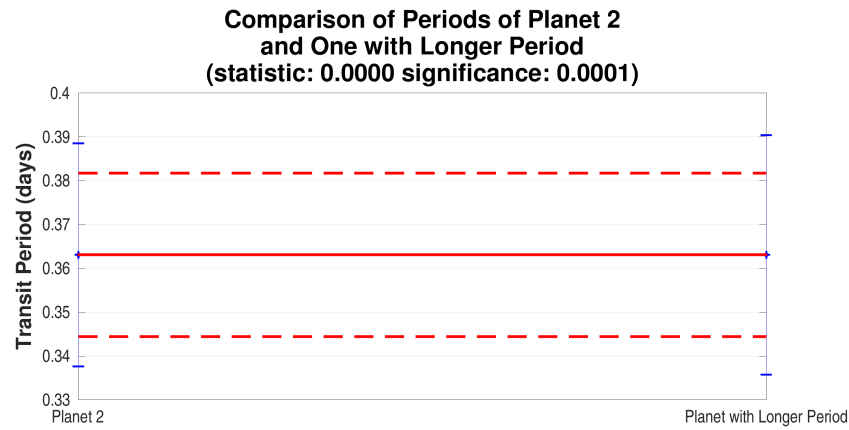 Comparison of Periods of Planet 2
and One with Longer Period
(statistic: 0.0000 significance: 0.0001)
Transit Period (days)
0.4
0.39
0.38
0.37
0.36
0.35
0.34
0.33
Planet 2
Planet with Longer Period